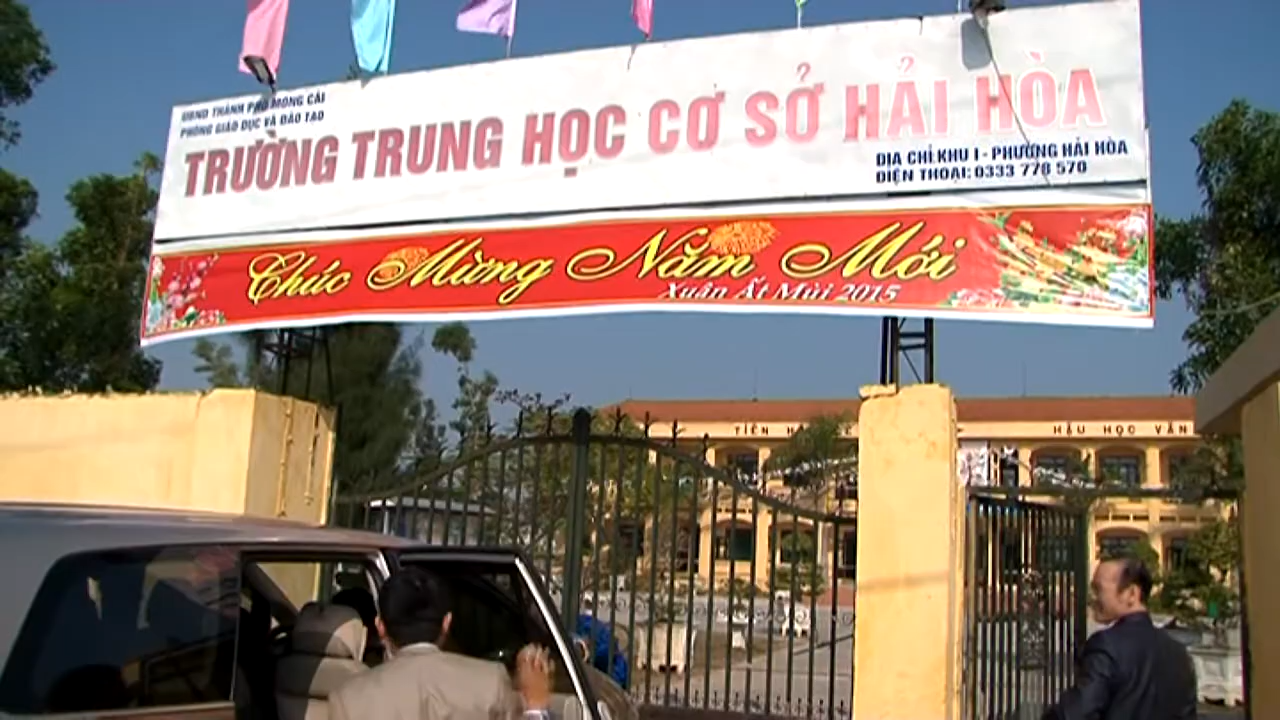 UBND THÀNH PHỐ MÓNG CÁI
PHÒNG GIÁO DỤC VÀ ĐÀO TẠO
TRƯỜNG TRUNG HỌC CƠ SỞ HẢI HÒA
ĐỊA CHỈ:KHU I - PHƯỜNG HẢI HÒA
ĐIỆN THOẠI: 0333 778 570
Chúc Mừng Năm Mới
Xuân Ất Mùi 2015
TIÊN
HẬU HỌC VĂN